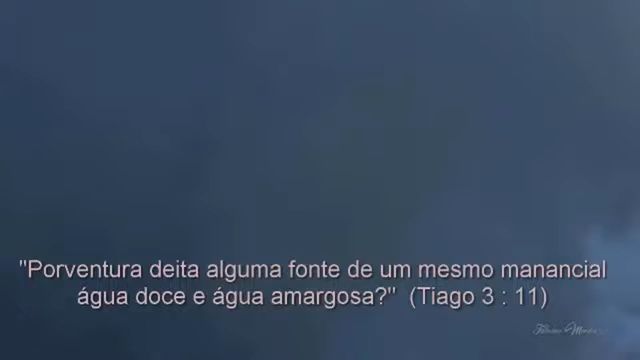 "Porventura deita alguma fonte de um mesmo manancial
água doce e água amargosa?"  (Tiago 3 : 11)